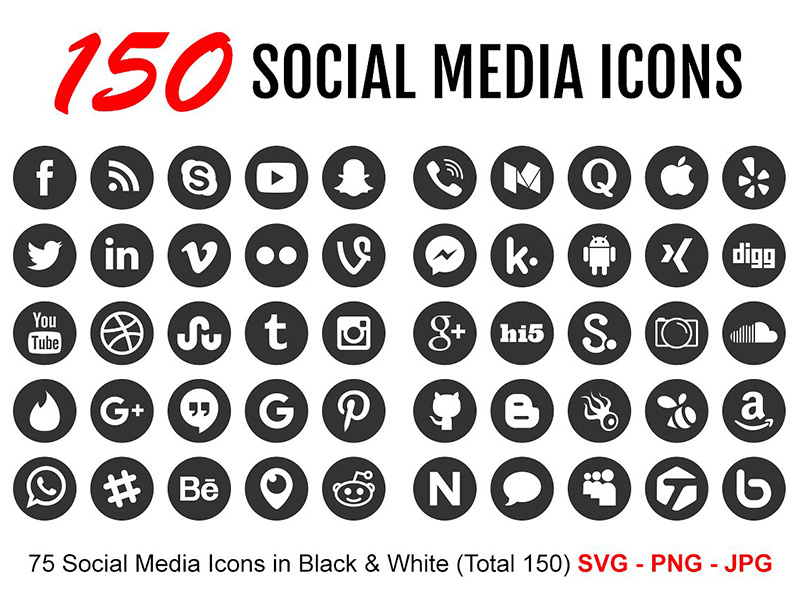 150 SOCIAL MEDIA ICONS
f
S
Q
in
V
k.
digg
You
Tube
t
g+
hi5
S.
G+
G
P
B
a
#
Bē
N
T
b
75 Social Media Icons in Black & White (Total 150) SVG - PNG - JPG